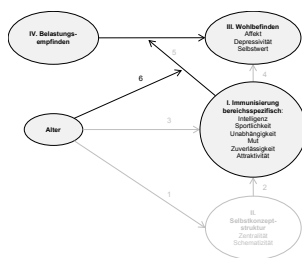 IV. Belastungs-
empfinden
III. Wohlbefinden
Affekt
Depressivität
Selbstwert
5
6
4
Alter
3
I. Immunisierung
bereichsspezifisch:
Intelligenz
Sportlichkeit
Unabhängigkeit
Mut
Zuverlässigkeit
Attraktivität
1
2
II.
Selbstkonzept-
struktur
Zentralität
Schematizität